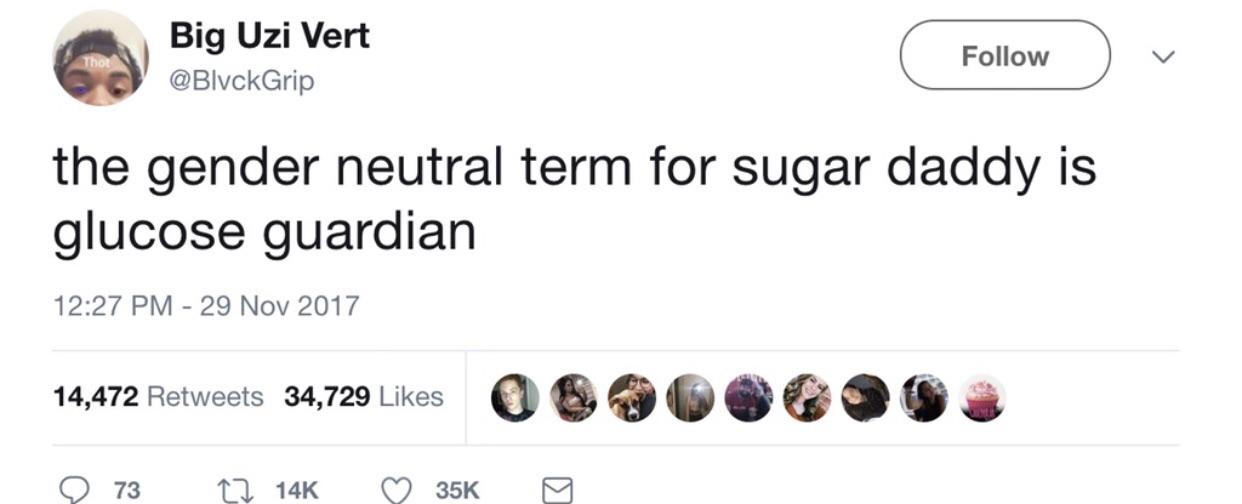 Thot
Big Uzi Vert
@BlvckGrip
Follow
the gender neutral term for sugar daddy is
glucose guardian
12:27 PM - 29 Nov 2017
14,472 Retweets 34,729 Likes
73 14K 35K